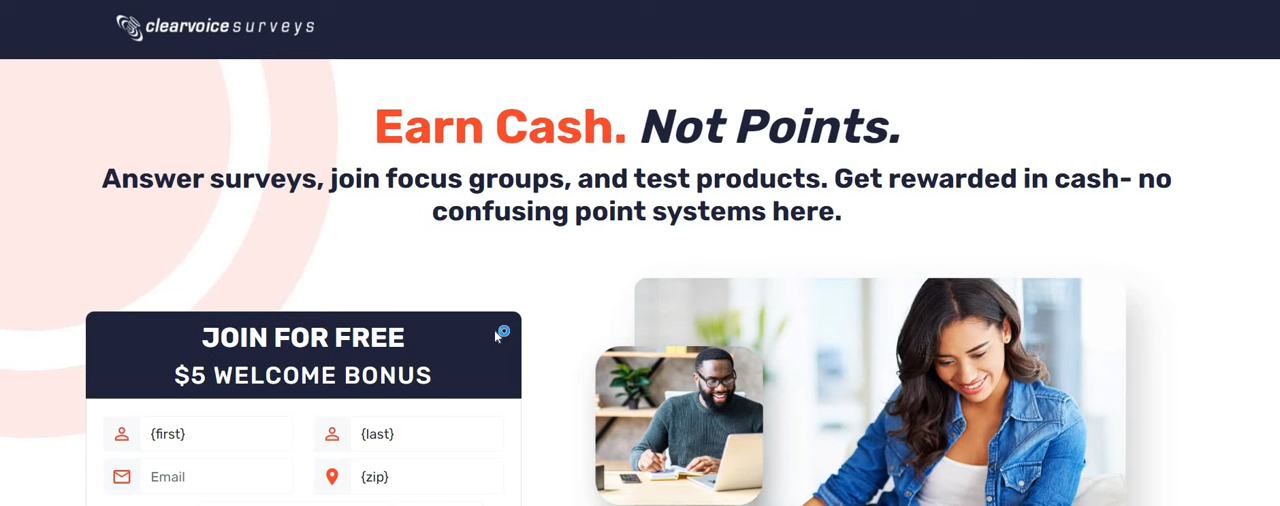 clearvoice surveys
Earn Cash. Not Points.
Answer surveys, join focus groups, and test products. Get rewarded in cash- no
confusing point systems here.
JOIN FOR FREE
$5 WELCOME BONUS
{first} {last}
Email {zip}